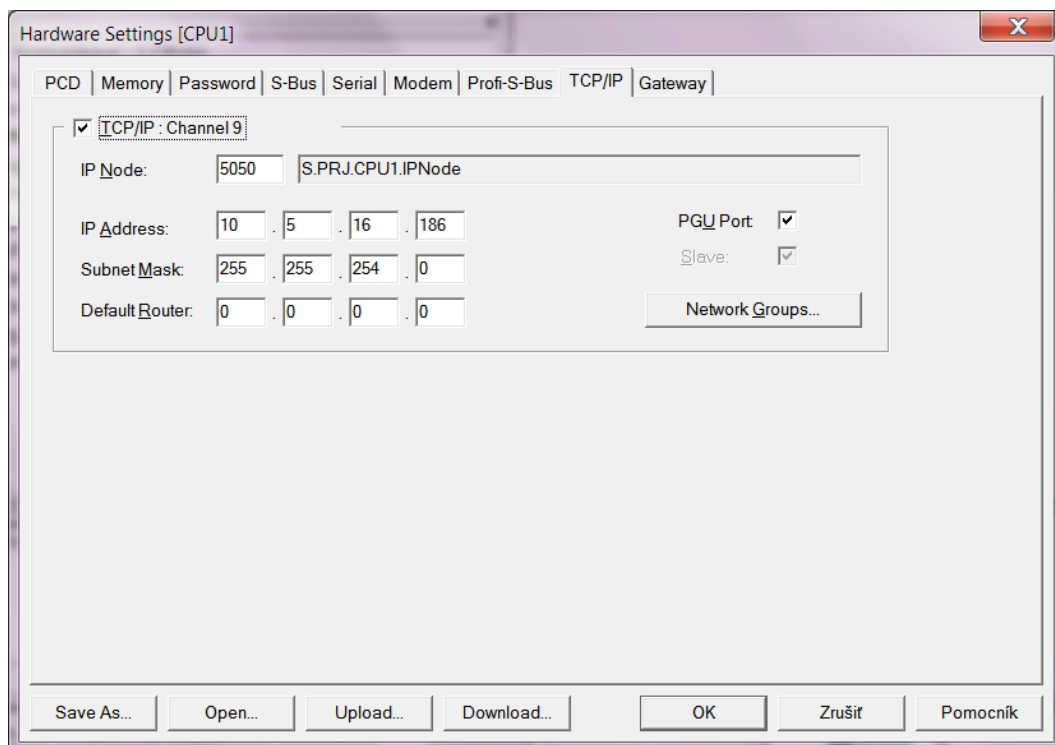 Hardware Settings [CPU1]
X
PCD Memory Password S-Bus Serial Modem Profi-S-Bus TCP/IP Gateway
TCP/IP : Channel 9
IP Node: 5050 S.PRJ.CPU1.IPNode
IP Address: 10 . 5 . 16 . 186 PGU Port:
Subnet Mask: 255 . 255 . 254 . 0 Slave:
Default Router: 0 . 0 . 0 . 0 Network Groups...
Save As... Open... Upload... Download... OK Zrušiť Pomocník